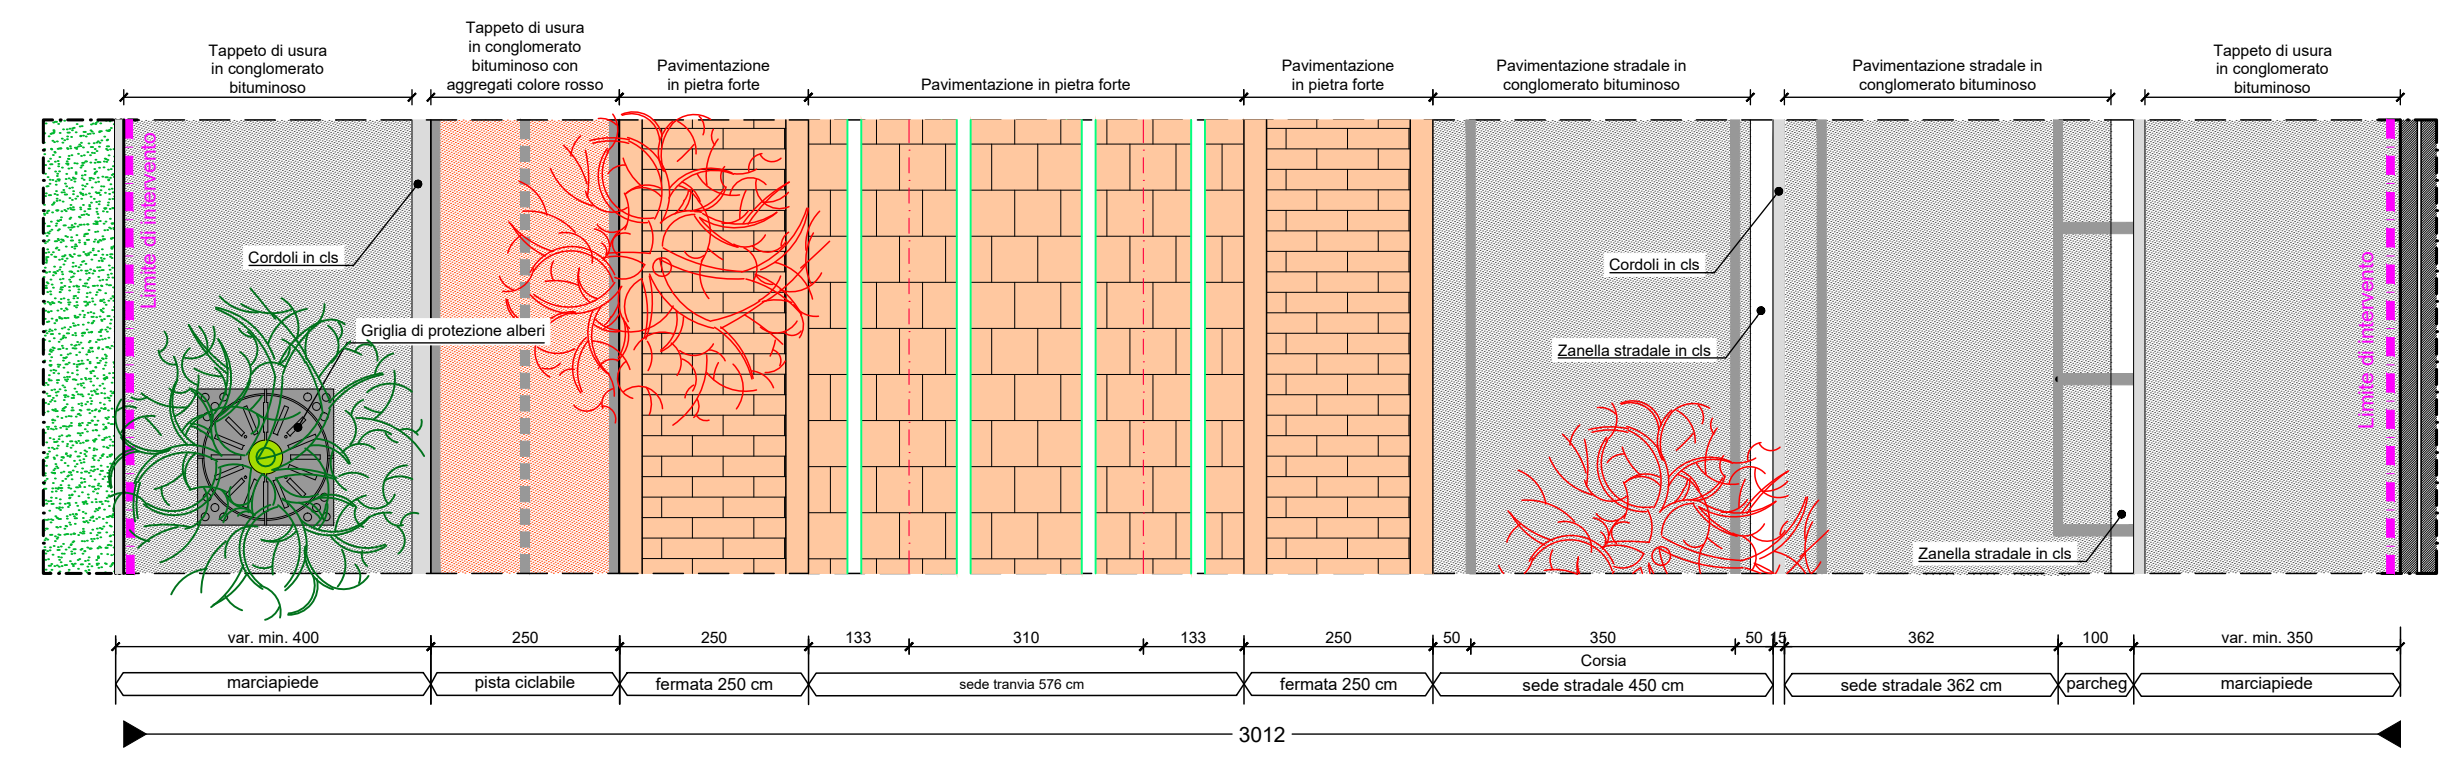 Tappeto di usura
in conglomerato
bituminoso
Tappeto di usura
in conglomerato
bituminoso con
aggregati colore rosso
Pavimentazione
in pietra forte
Pavimentazione in pietra forte
Pavimentazione
in pietra forte
Pavimentazione stradale in
conglomerato bituminoso
Pavimentazione stradale in
conglomerato bituminoso
Tappeto di usura
in conglomerato
bituminoso
Limite di intervento
Cordoli in cls
Griglia di protezione alberi
Cordoli in cls
Zanella stradale in cls
Zanella stradale in cls
Limite di intervento
var. min. 400
250
250
133
310
133
250
50
350
50
15
362
100
var. min. 350
Corsia
marciapiede
pista ciclabile
fermata 250 cm
sede tranvia 576 cm
fermata 250 cm
sede stradale 450 cm
sede stradale 362 cm
parcheg
marciapiede
3012